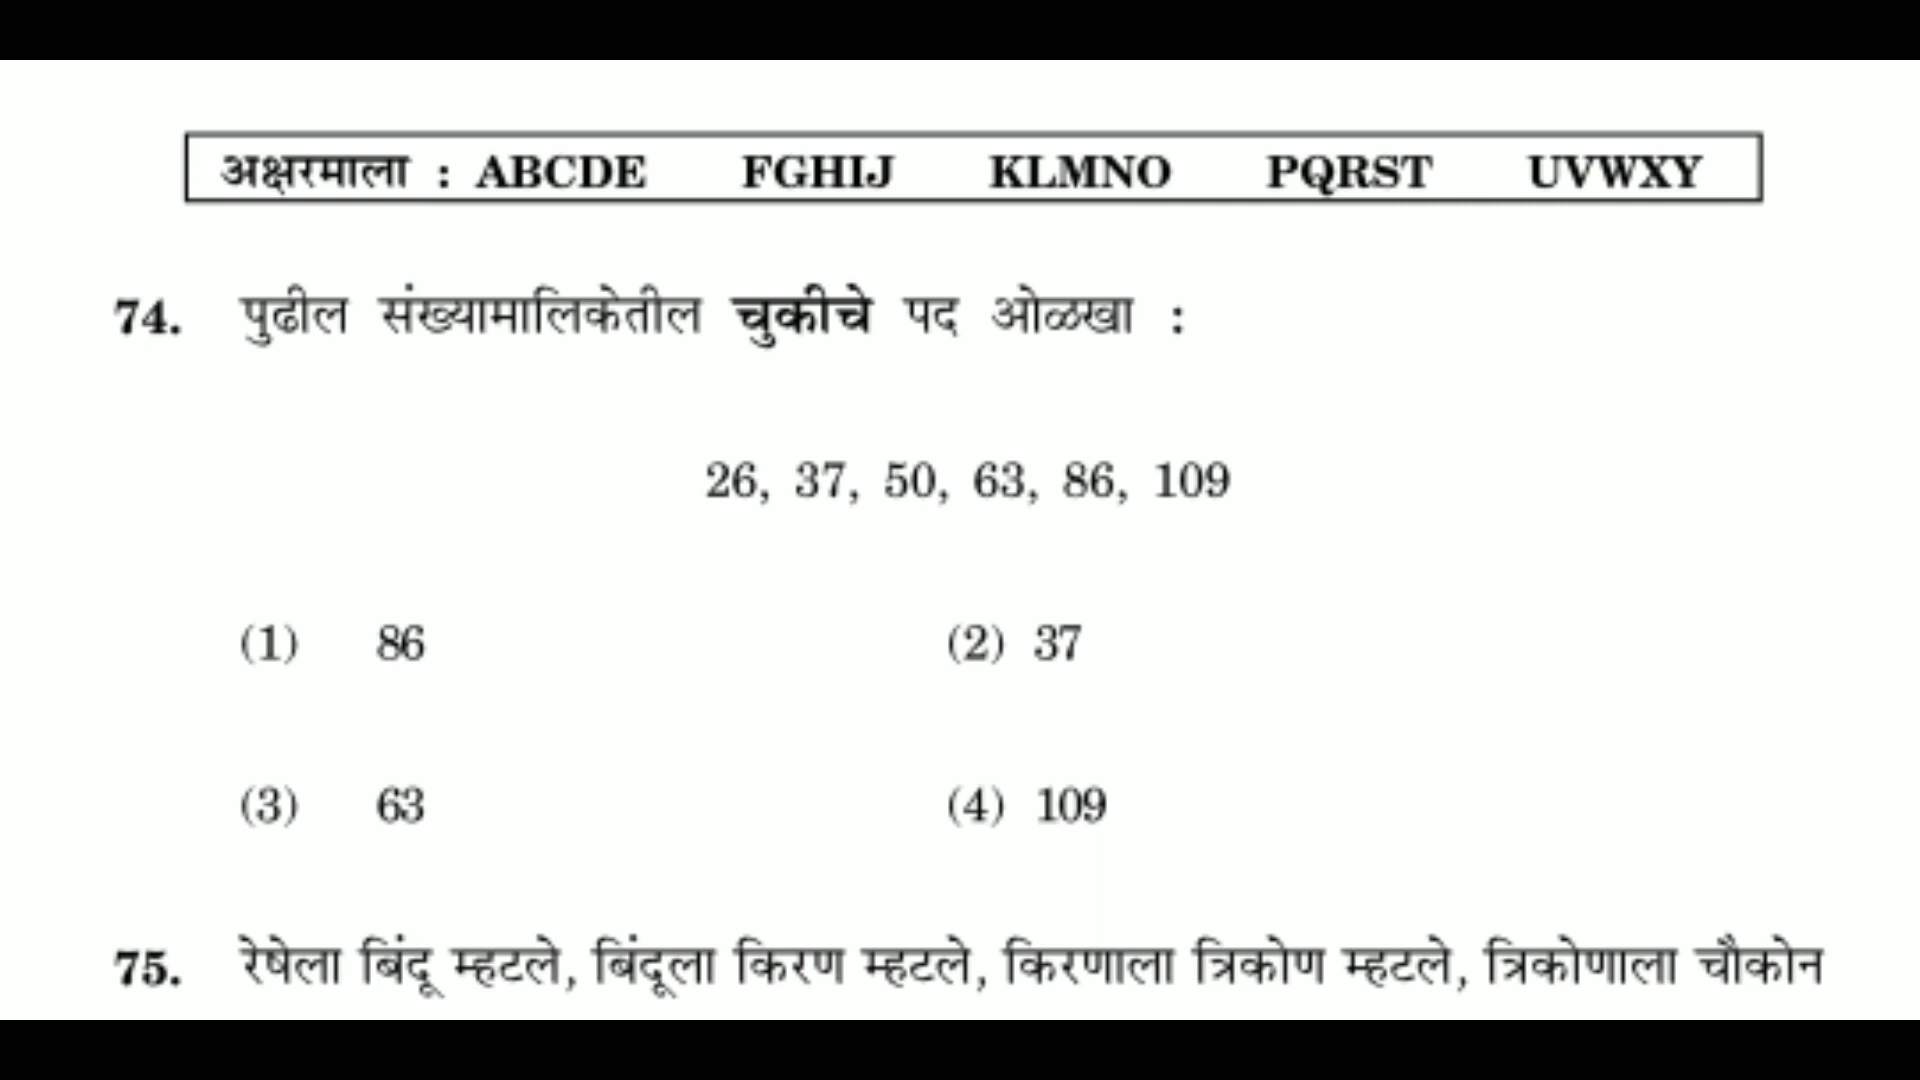 अक्षरमाला : ABCDE FGHIJ KLMNO PQRST UVWXY
74. पुढील संख्यामालिकेतील चुकीचे पद ओळखा :
26, 37, 50, 63, 86, 109
(1) 86 (2) 37
(3) 63 (4) 109
75. रेषेला बिंदू म्हटले, बिंदूला किरण म्हटले, किरणाला त्रिकोण म्हटले, त्रिकोणाला चौकोन